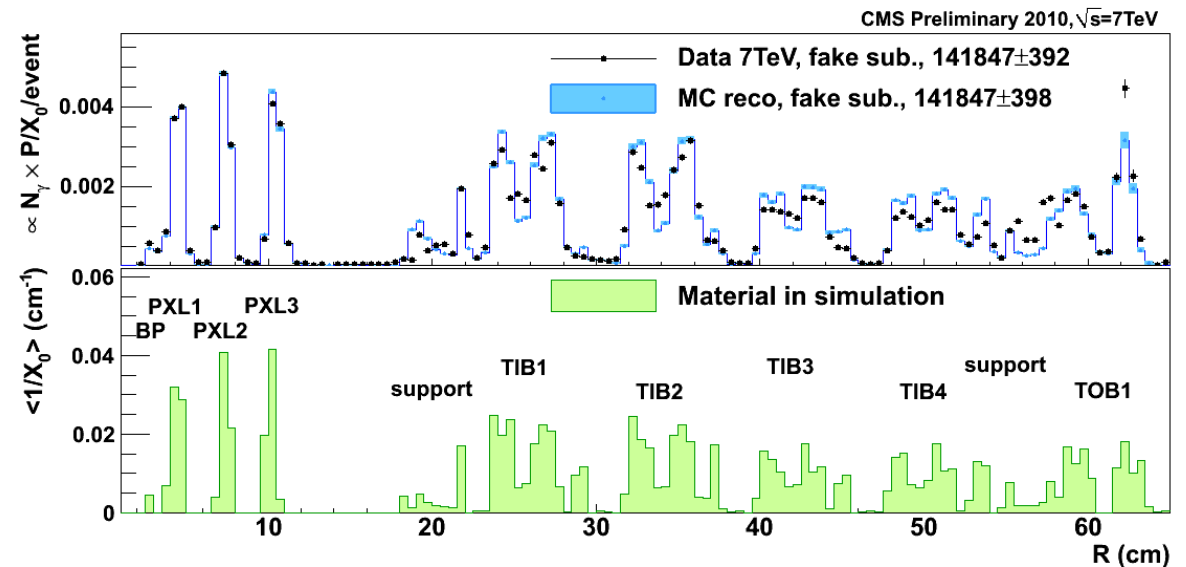 CMS Preliminary 2010, √s=7TeV
Data 7TeV, fake sub., 141847±392
MC reco, fake sub., 141847±398
∝ Nγ × P/X0/event
0.004
0.002
Material in simulation
<1/X0> (cm-1)
0.06
0.04
0.02
0
BP
PXL1
PXL2
PXL3
support
TIB1
TIB2
TIB3
TIB4
support
TOB1
10
20
30
40
50
60
R (cm)